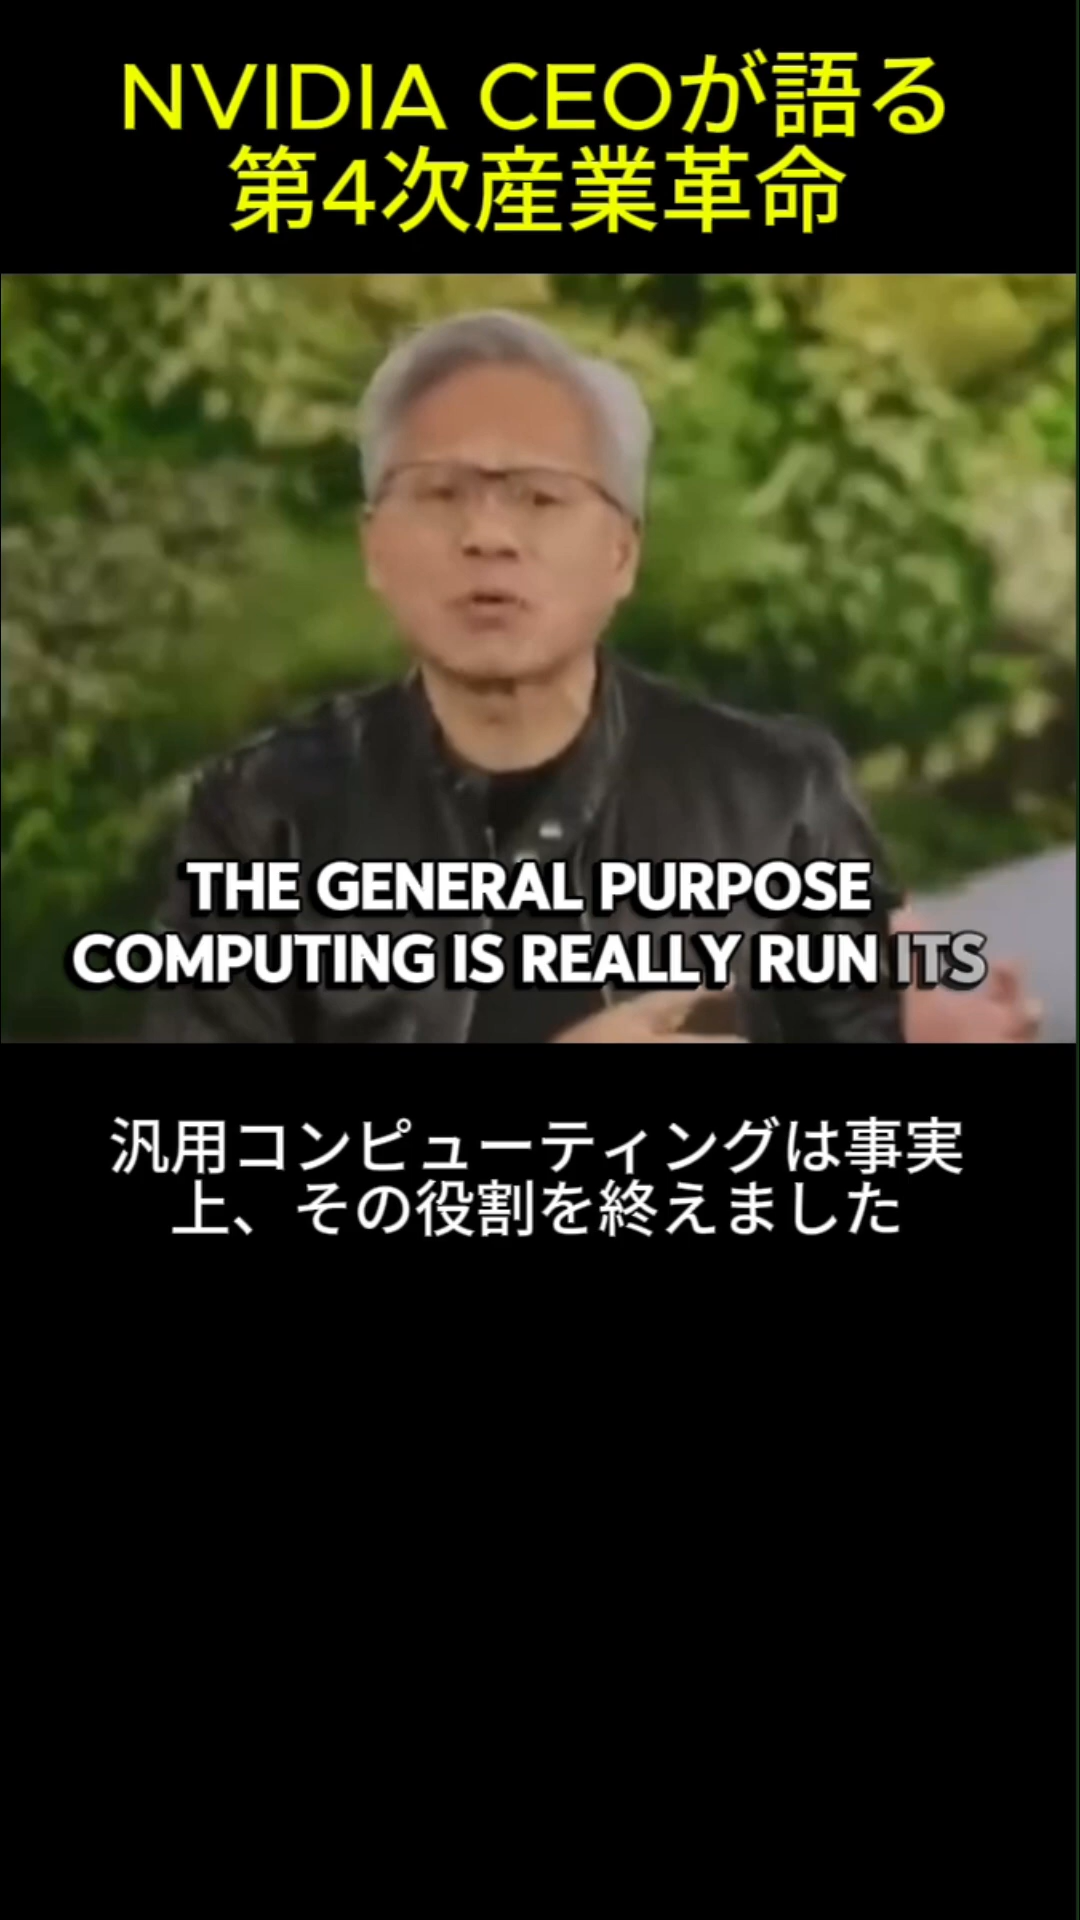 NVIDIA CEOが語る
第4次産業革命
THE GENERAL PURPOSE
COMPUTING IS REALLY RUN ITS
汎用コンピューティングは事実
上、その役割を終えました